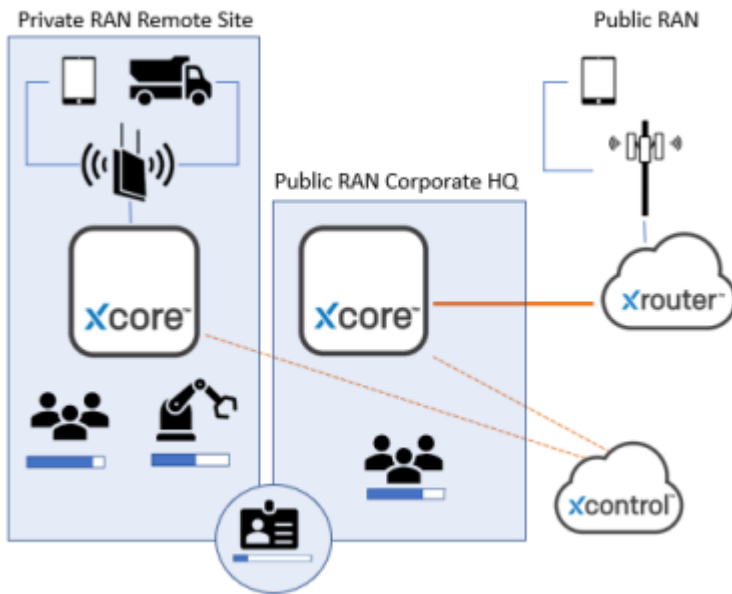 Private RAN Remote Site
Public RAN
Public RAN Corporate HQ
xcore™
xcore™
xrouter™
xcontrol™